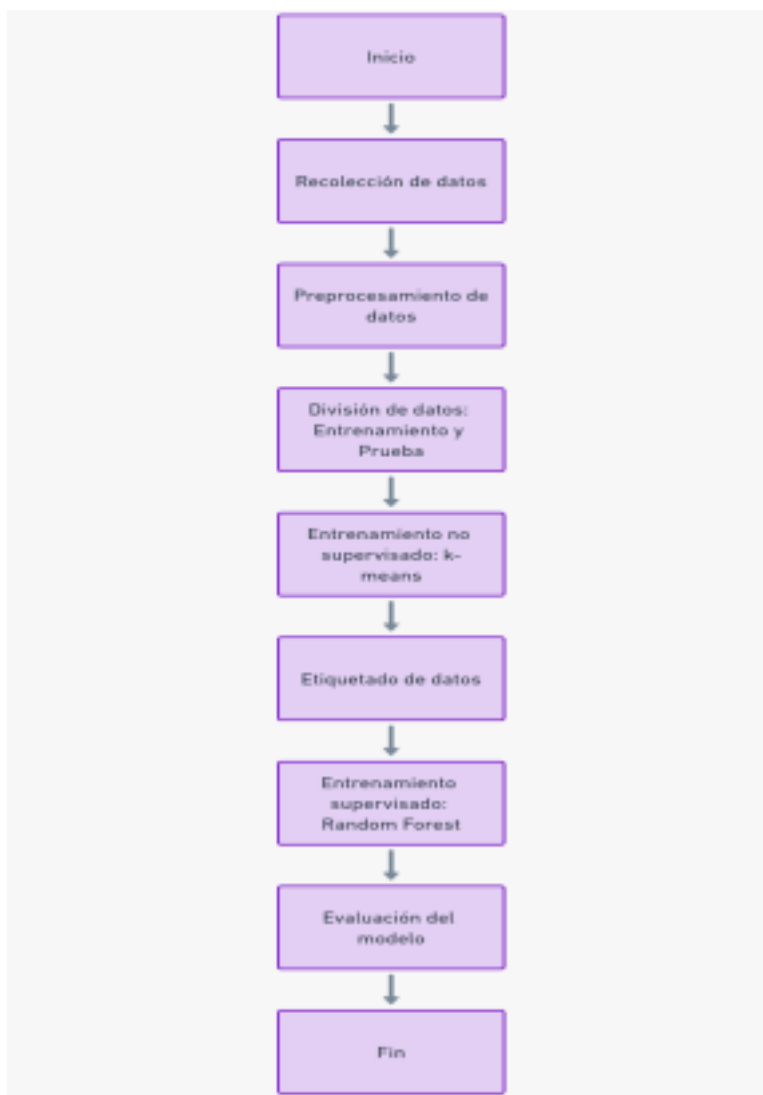 Inicio
Recolección de datos
Preprocesamiento de
datos
División de datos:
Entrenamiento y
Prueba
Entrenamiento no
supervisado: k-
means
Etiquetado de datos
Entrenamiento
supervisado:
Random Forest
Evaluación del
modelo
Fin